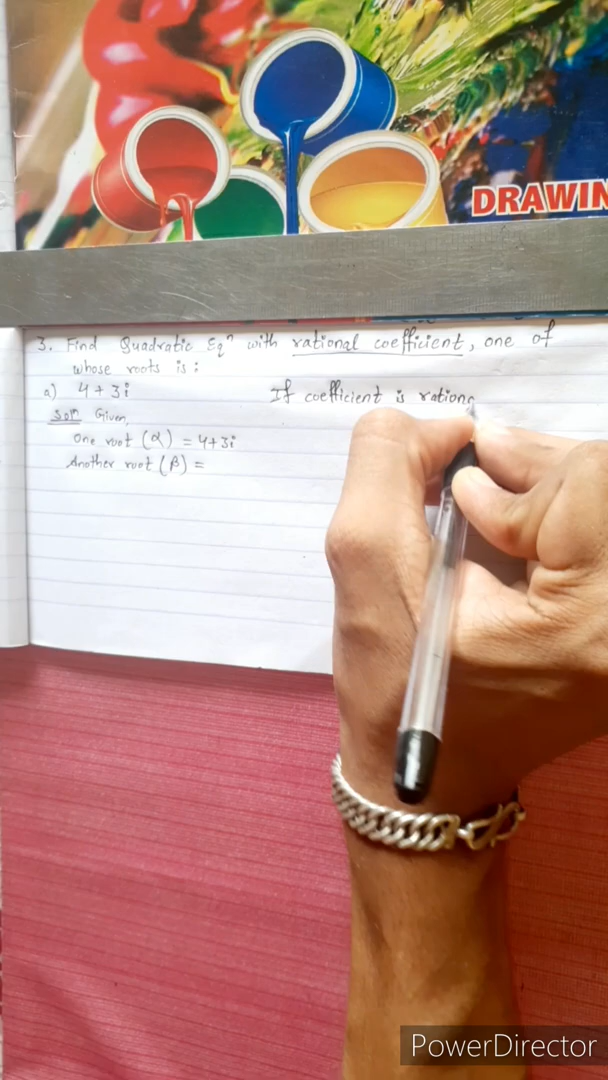 DRAWIN
3. Find Quadratic Eqⁿ with rational coefficient, one of
whose roots is :
a) 4 + 3i
If coefficient is rationa
Solⁿ Given,
One root (α) = 4+3i
Another root (β) =
PowerDirector